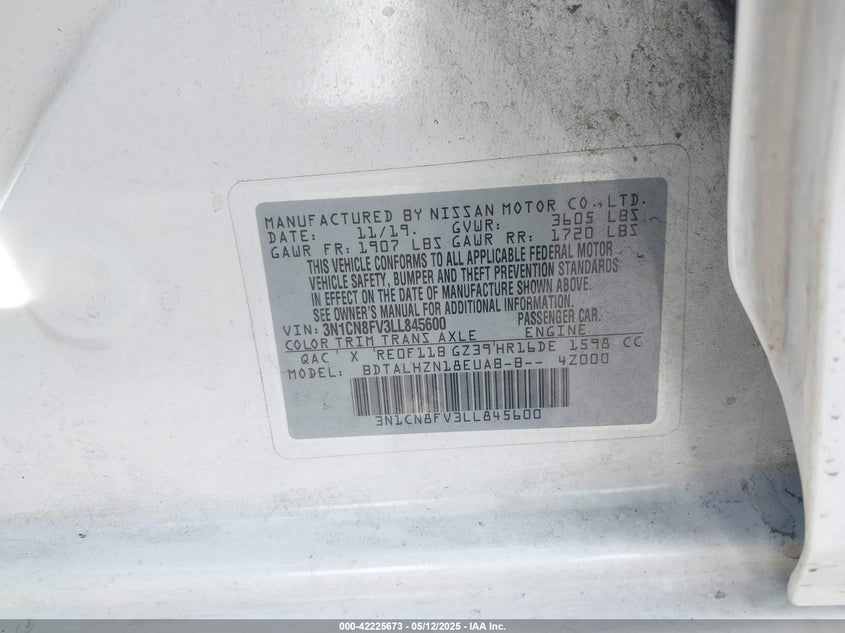 MANUFACTURED BY NISSAN MOTOR CO., LTD.
DATE: 11/19. GVWR: 3605 LBS
GAWR FR: 1907 LBS GAWR RR: 1720 LBS
THIS VEHICLE CONFORMS TO ALL APPLICABLE FEDERAL MOTOR
VEHICLE SAFETY, BUMPER AND THEFT PREVENTION STANDARDS
IN EFFECT ON THE DATE OF MANUFACTURE SHOWN ABOVE.
SEE OWNER'S MANUAL FOR ADDITIONAL INFORMATION.
VIN: 3N1CN8FV3LL845600 PASSENGER CAR.
COLOR TRIM TRANS AXLE ENGINE
QAC' X 'RE0F11B GZ39'HR16DE 1598 CC
MODEL: BDTALHZN18EUAB-B-- 4Z000
3N1CN8FV3LL845600
000-42225673 - 05/12/2025 - IAA Inc.